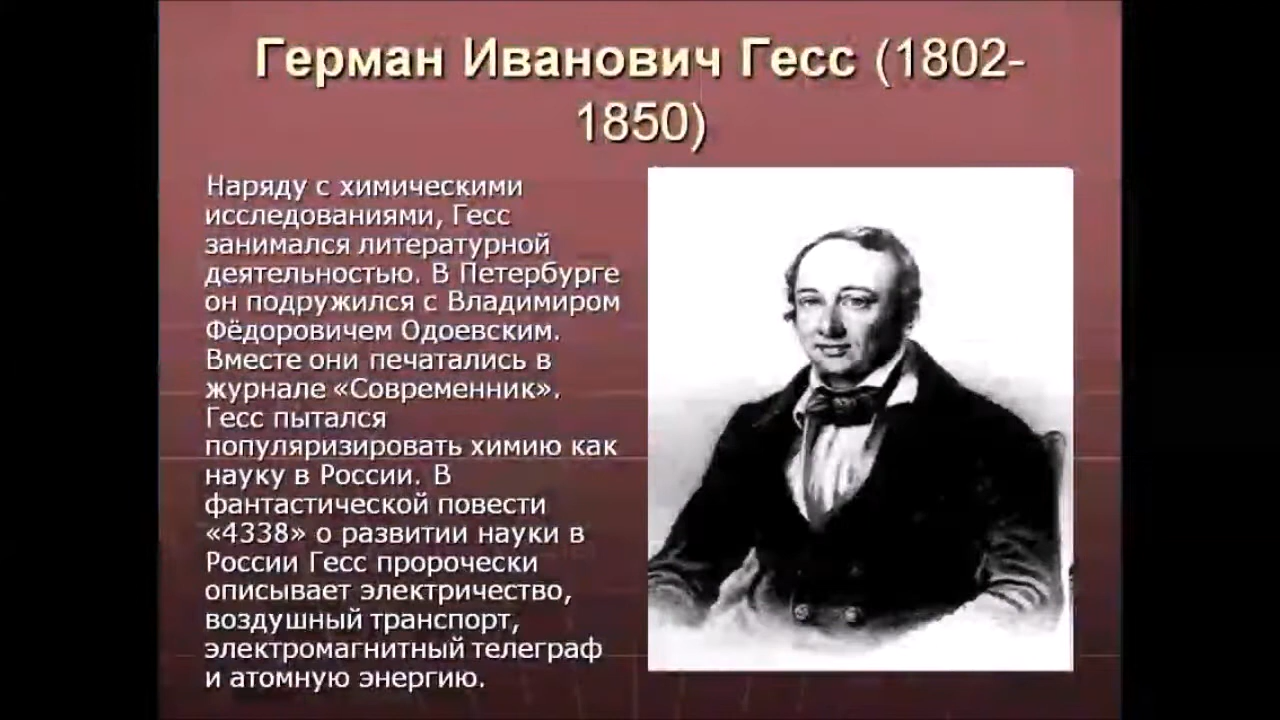 Герман Иванович Гесс (1802-
1850)
Наряду с химическими
исследованиями, Гесс
занимался литературной
деятельностью. В Петербурге
он подружился с Владимиром
Фёдоровичем Одоевским.
Вместе они печатались в
журнале «Современник».
Гесс пытался
популяризировать химию как
науку в России. В
фантастической повести
«4338» о развитии науки в
России Гесс пророчески
описывает электричество,
воздушный транспорт,
электромагнитный телеграф
и атомную энергию.